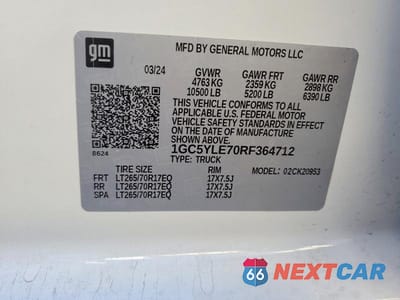 gm
MFD BY GENERAL MOTORS LLC
03/24 GVWR GAWR FRT GAWR RR
4763 KG 2359 KG 2898 KG
10500 LB 5200 LB 6390 LB
THIS VEHICLE CONFORMS TO ALL
APPLICABLE U.S. FEDERAL MOTOR
VEHICLE SAFETY STANDARDS IN EFFECT
ON THE DATE OF MANUFACTURE SHOWN
ABOVE.
1GC5YLE70RF364712
8624
TYPE: TRUCK
TIRE SIZE RIM MODEL: 02CK20953
FRT LT265/70R17EQ 17X7.5J
RR LT265/70R17EQ 17X7.5J
SPA LT265/70R17EQ 17X7.5J
66 NEXTCAR